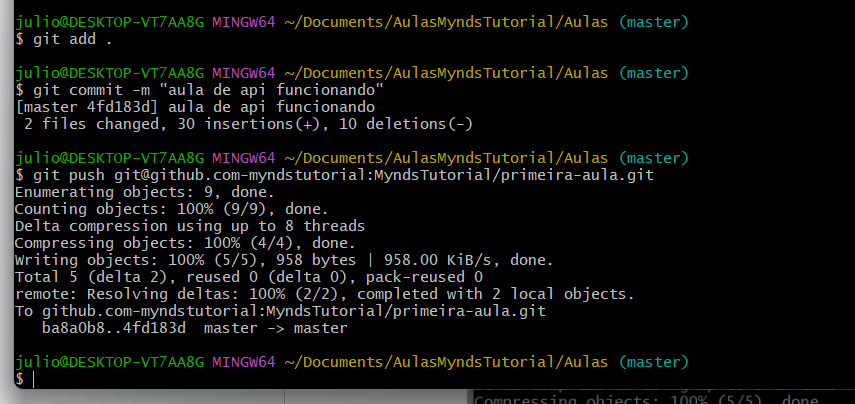 julio@DESKTOP-VT7AA8G MINGW64 ~/Documents/AulasMyndsTutorial/Aulas (master)
$ git add .
julio@DESKTOP-VT7AA8G MINGW64 ~/Documents/AulasMyndsTutorial/Aulas (master)
$ git commit -m "aula de api funcionando"
[master 4fd183d] aula de api funcionando
2 files changed, 30 insertions(+), 10 deletions(-)
julio@DESKTOP-VT7AA8G MINGW64 ~/Documents/AulasMyndsTutorial/Aulas (master)
$ git push git@github.com-myndstutorial:MyndsTutorial/primeira-aula.git
Enumerating objects: 9, done.
Counting objects: 100% (9/9), done.
Delta compression using up to 8 threads
Compressing objects: 100% (4/4), done.
Writing objects: 100% (5/5), 958 bytes | 958.00 KiB/s, done.
Total 5 (delta 2), reused 0 (delta 0), pack-reused 0
remote: Resolving deltas: 100% (2/2), completed with 2 local objects.
To github.com-myndstutorial:MyndsTutorial/primeira-aula.git
ba8a0b8..4fd183d  master -> master
julio@DESKTOP-VT7AA8G MINGW64 ~/Documents/AulasMyndsTutorial/Aulas (master)
$
Compressing objects: 100% (5/5), done.